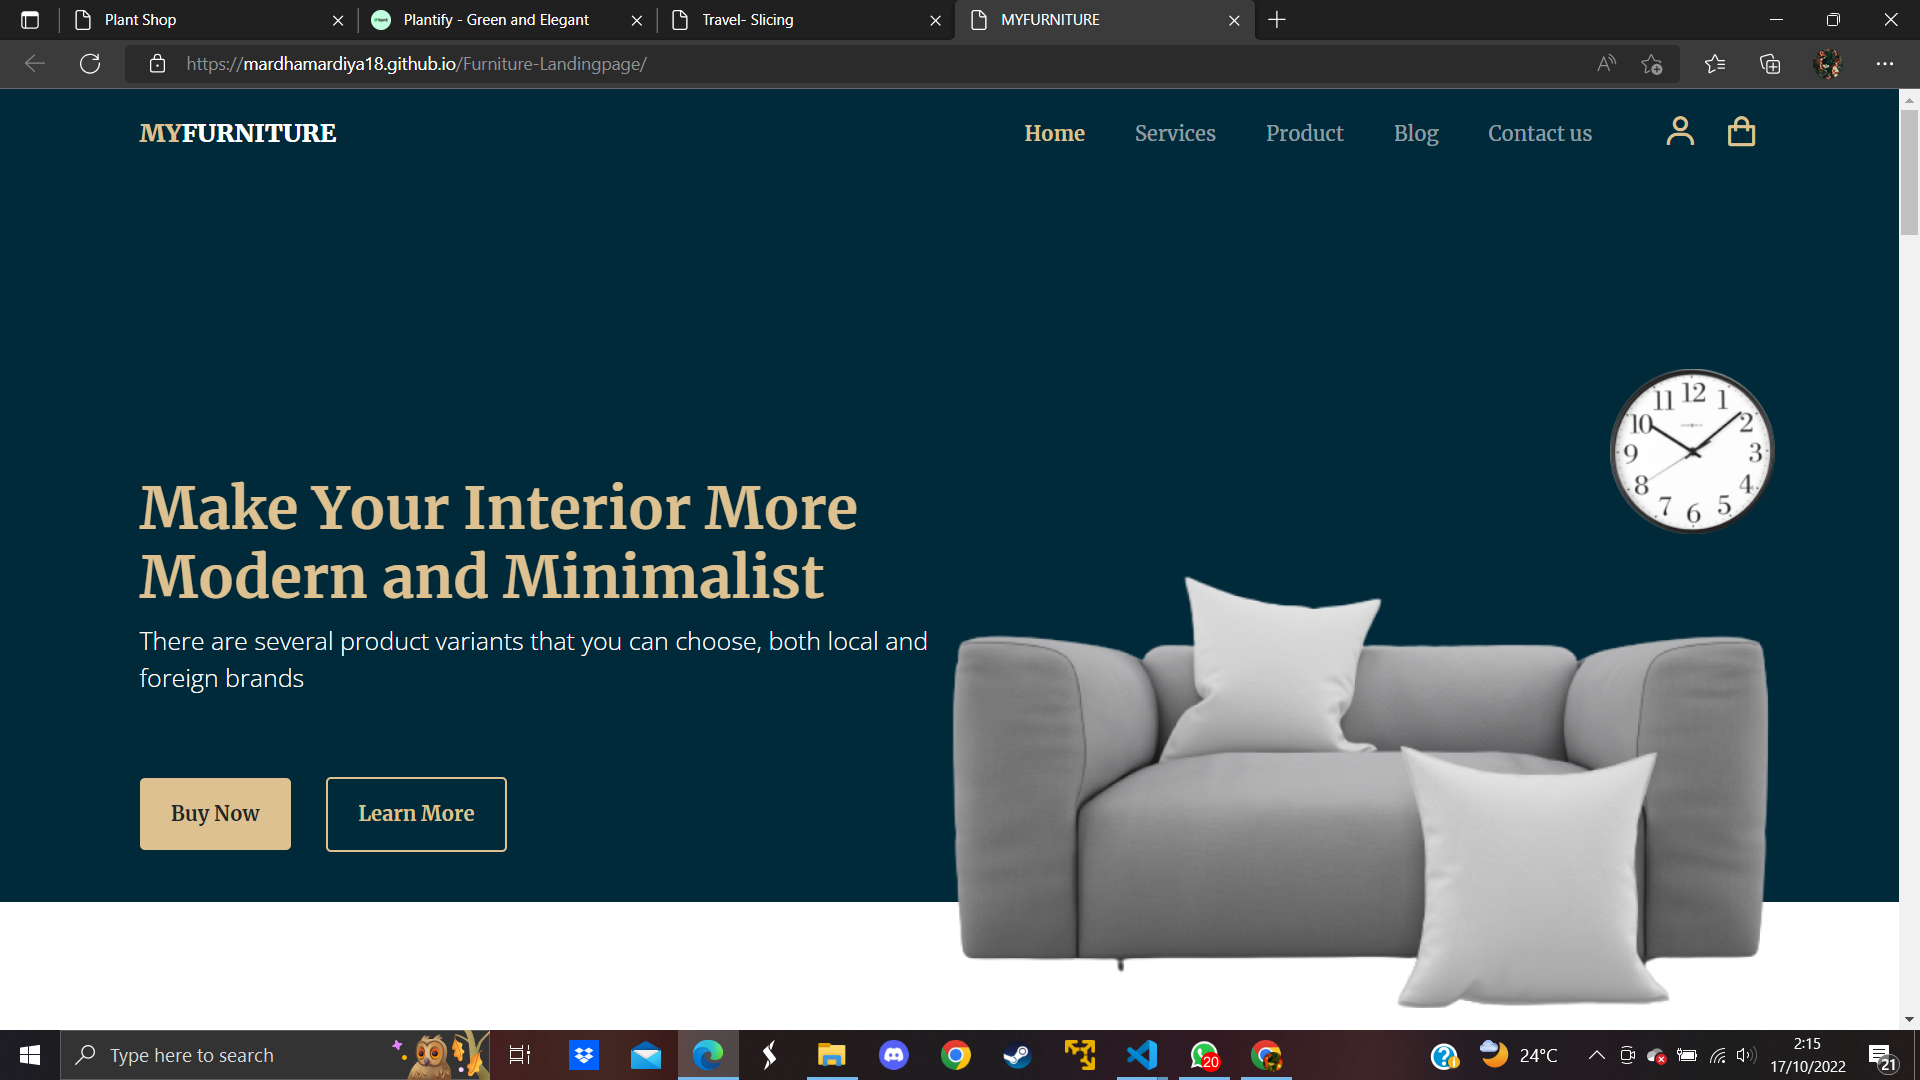 Plant Shop
Plantify - Green and Elegant
Travel- Slicing
MYFURNITURE
https://mardhamardiya18.github.io/Furniture-Landingpage/
MYFURNITURE
Home Services Product Blog Contact us
12
11 1
10 2
9 3
8 4
7 5
6
Make Your Interior More
Modern and Minimalist
There are several product variants that you can choose, both local and
foreign brands
Buy Now Learn More
Type here to search
20
24°C
2:15
17/10/2022
21